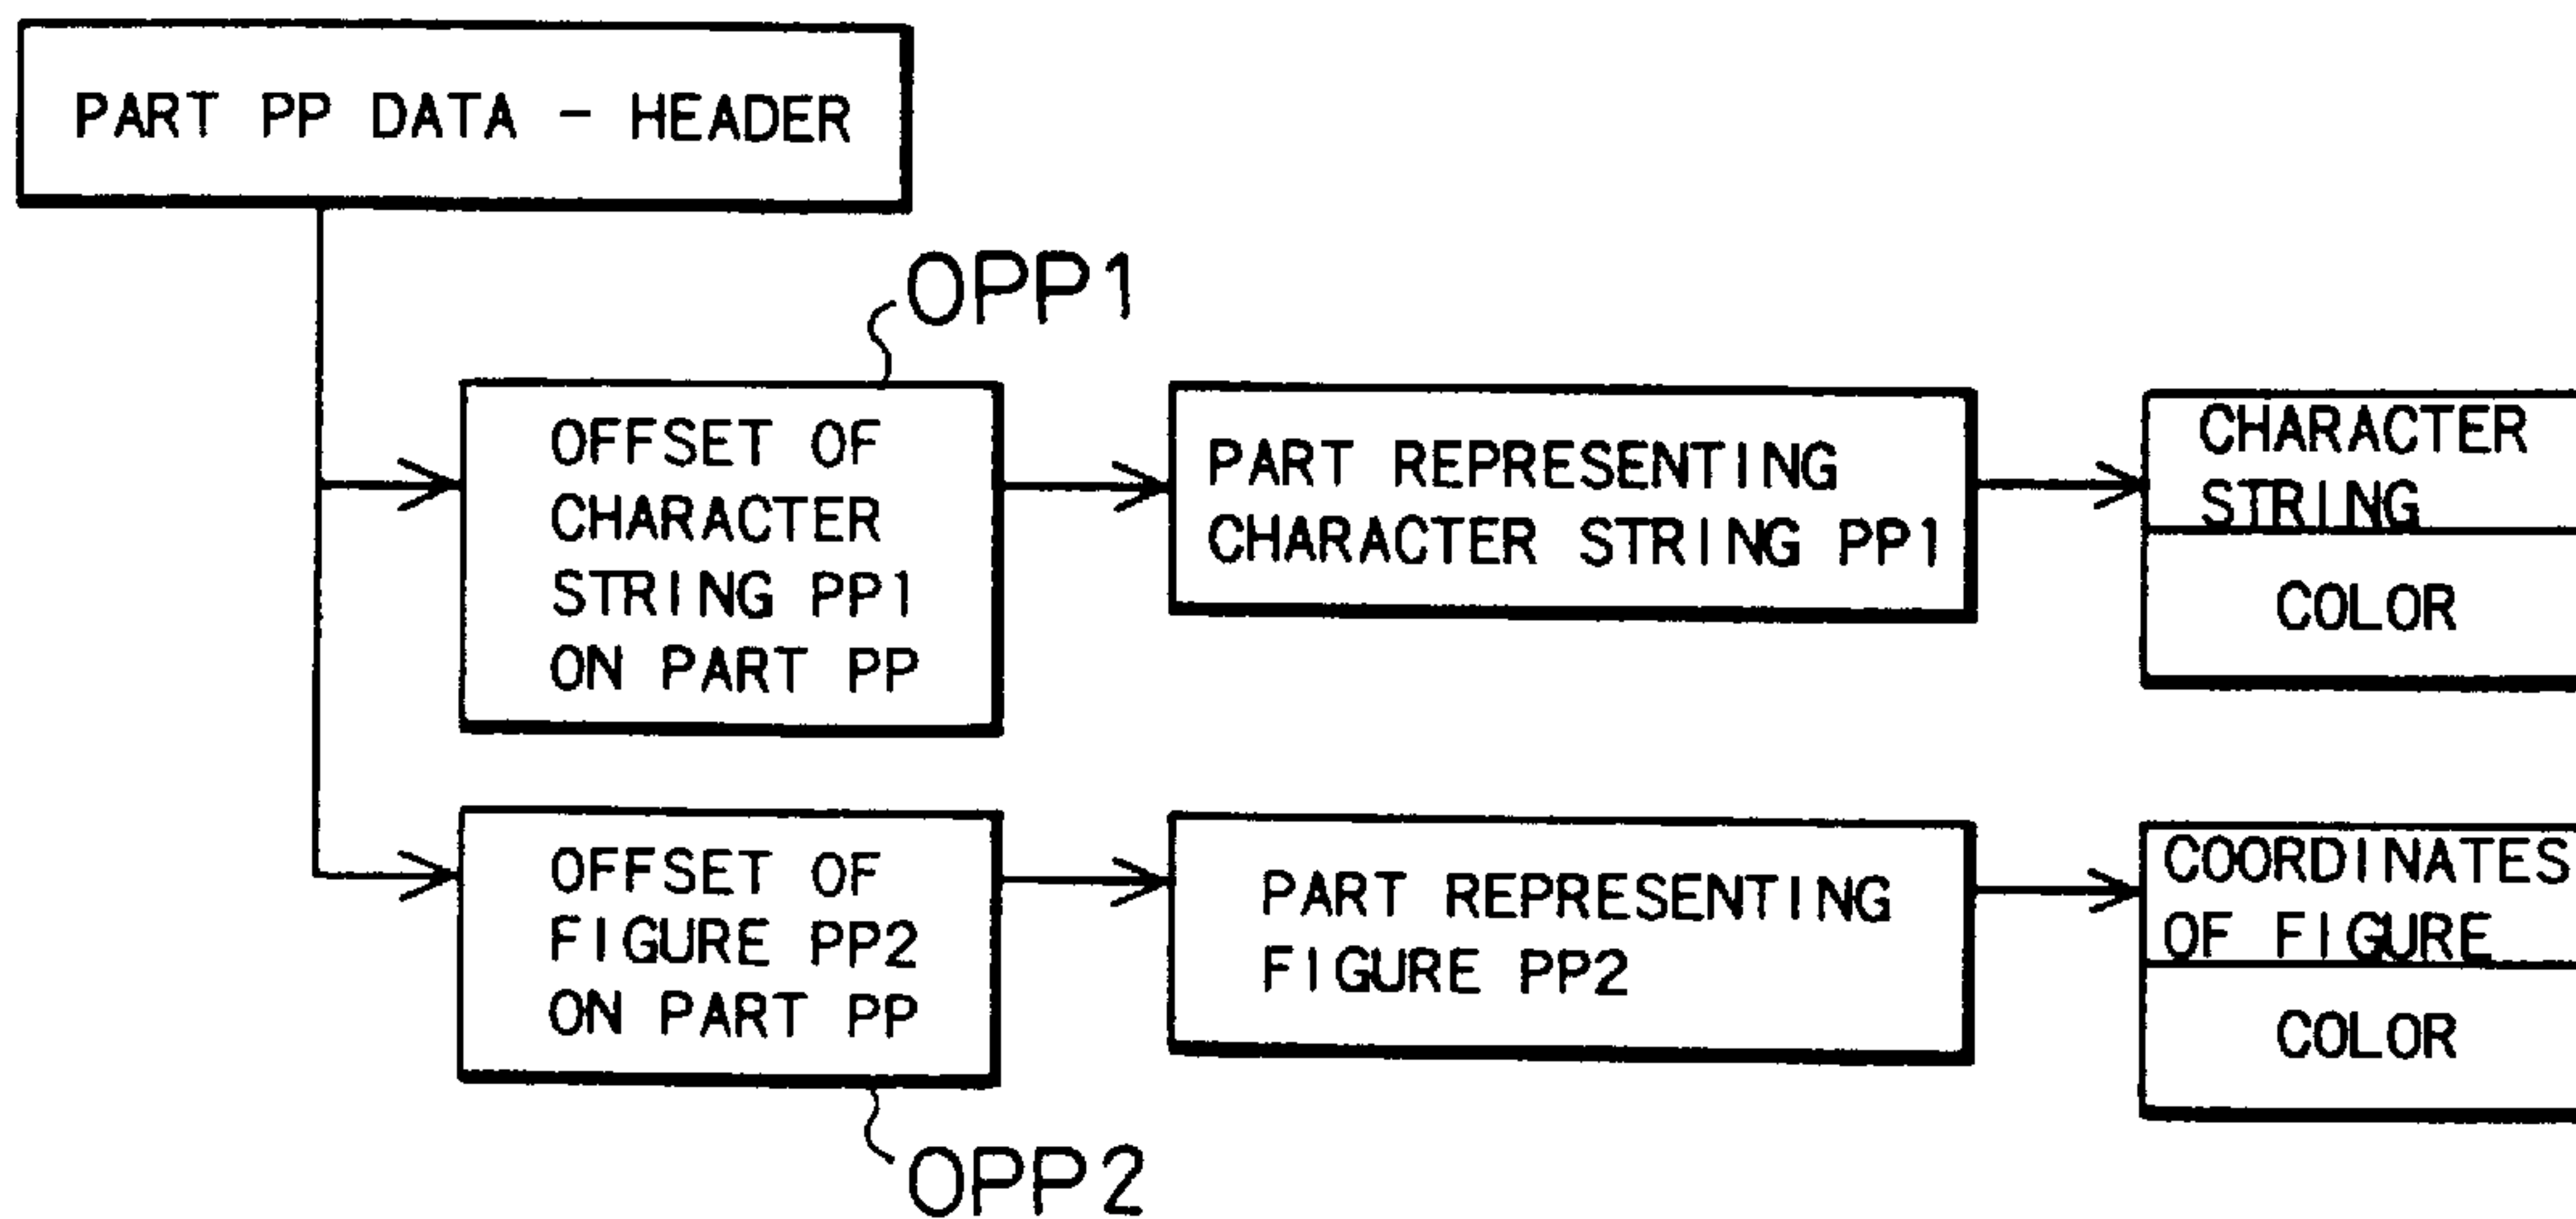 PART PP DATA - HEADER
OPP1
OFFSET OF
CHARACTER
STRING PP1
ON PART PP
PART REPRESENTING
CHARACTER STRING PP1
CHARACTER
STRING
COLOR
OFFSET OF
FIGURE PP2
ON PART PP
PART REPRESENTING
FIGURE PP2
COORDINATES
OF FIGURE
COLOR
OPP2